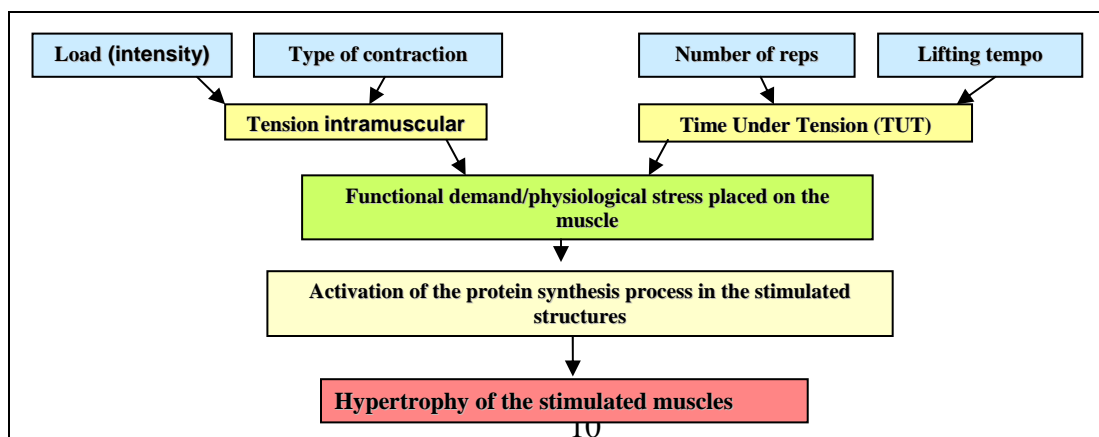 Load (intensity)
Type of contraction
Number of reps
Lifting tempo
Tension intramuscular
Time Under Tension (TUT)
Functional demand/physiological stress placed on the
muscle
Activation of the protein synthesis process in the stimulated
structures
Hypertrophy of the stimulated muscles
10